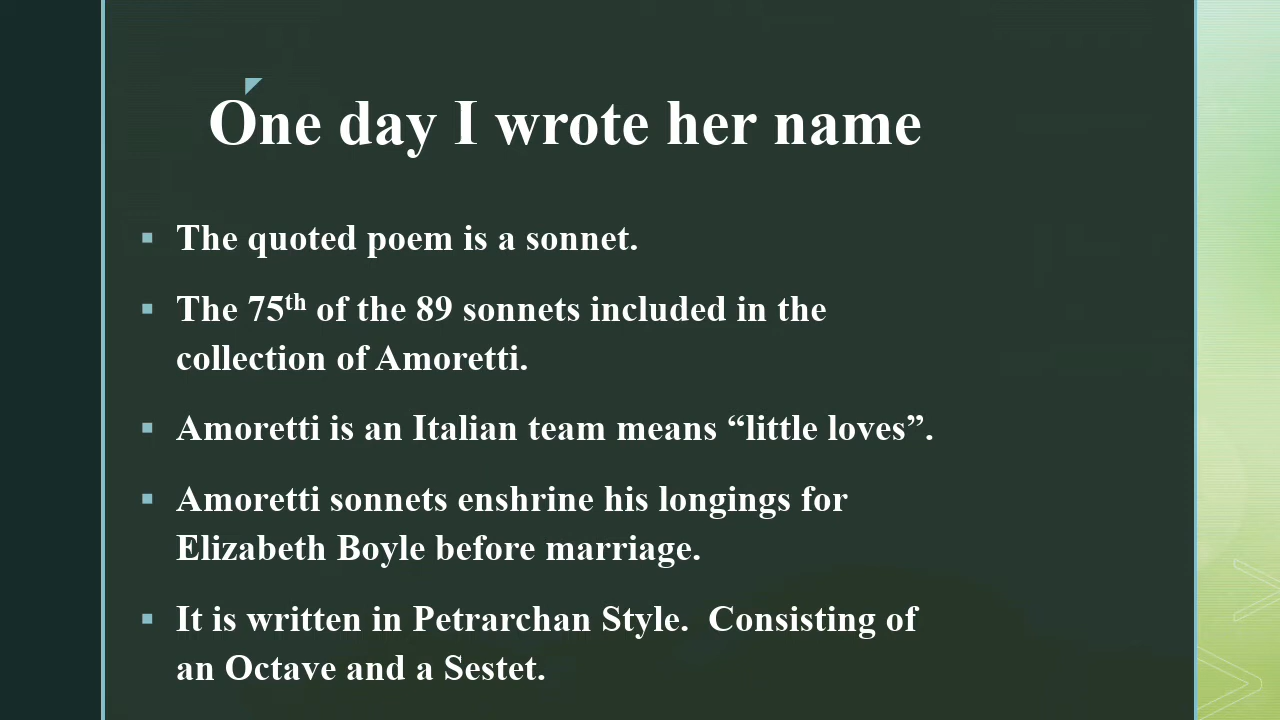 One day I wrote her name
▪ The quoted poem is a sonnet.
▪ The 75th of the 89 sonnets included in the
collection of Amoretti.
▪ Amoretti is an Italian team means “little loves”.
▪ Amoretti sonnets enshrine his longings for
Elizabeth Boyle before marriage.
▪ It is written in Petrarchan Style.  Consisting of
an Octave and a Sestet.